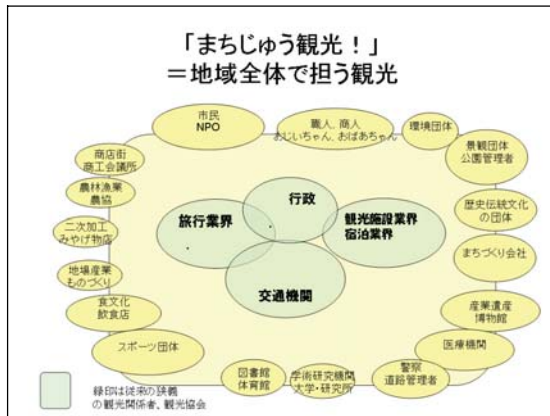 「まちじゅう観光!」
=地域全体で担う観光
市民
NPO
職人、商人
おじいちゃん、おばあちゃん
環境団体
景観団体
公園管理者
商店街
商工会議所
農林漁業
農協
行政
旅行業界
観光施設業界
宿泊業界
歴史伝統文化
の団体
二次加工
みやげ物店
まちづくり会社
地場産業
ものづくり
交通機関
食文化
飲食店
産業遺産
博物館
スポーツ団体
医療機関
図書館
体育館
学術研究機関
大学・研究所
警察
道路管理者
緑印は従来の狭義
の観光関係者、観光協会